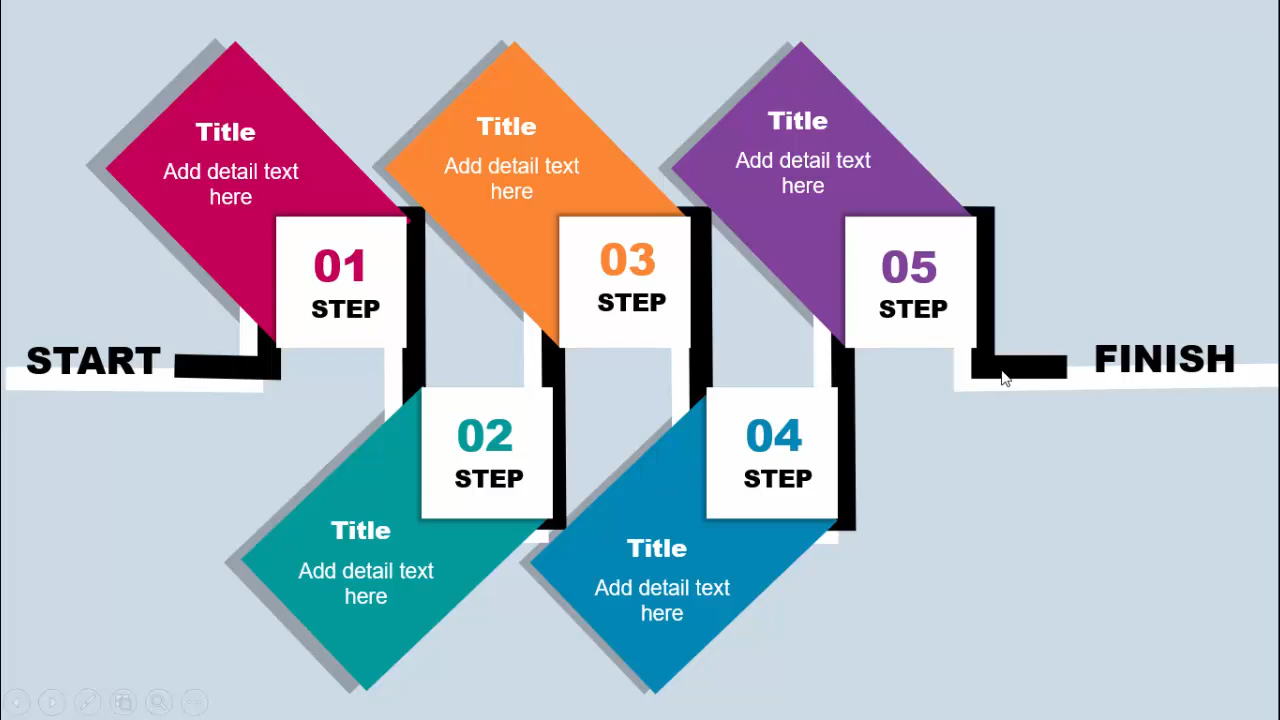 START
Title
Add detail text
here
01
STEP
Title
Add detail text
here
02
STEP
Title
Add detail text
here
03
STEP
Title
Add detail text
here
04
STEP
Title
Add detail text
here
05
STEP
FINISH